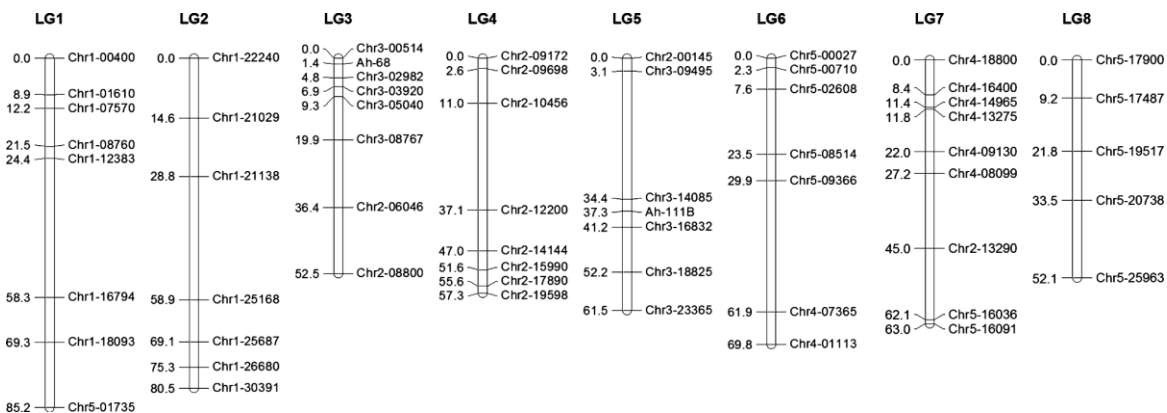 LG1
0.0 Chr1-00400
8.9 Chr1-01610
12.2 Chr1-07570
21.5 Chr1-08760
24.4 Chr1-12383
58.3 Chr1-16794
69.3 Chr1-18093
85.2 Chr5-01735
LG2
0.0 Chr1-22240
14.6 Chr1-21029
28.8 Chr1-21138
58.9 Chr1-25168
69.1 Chr1-25687
75.3 Chr1-26680
80.5 Chr1-30391
LG3
0.0 Chr3-00514
1.4 Ah-68
4.8 Chr3-02982
6.9 Chr3-03920
9.3 Chr3-05040
19.9 Chr3-08767
36.4 Chr2-06046
52.5 Chr2-08800
LG4
0.0 Chr2-09172
2.6 Chr2-09698
11.0 Chr2-10456
37.1 Chr2-12200
47.0 Chr2-14144
51.6 Chr2-15990
55.6 Chr2-17890
57.3 Chr2-19598
LG5
0.0 Chr2-00145
3.1 Chr3-09495
34.4 Chr3-14085
37.3 Ah-111B
41.2 Chr3-16832
52.2 Chr3-18825
61.5 Chr3-23365
LG6
0.0 Chr5-00027
2.3 Chr5-00710
7.6 Chr5-02608
23.5 Chr5-08514
29.9 Chr5-09366
61.9 Chr4-07365
69.8 Chr4-01113
LG7
0.0 Chr4-18800
8.4 Chr4-16400
11.4 Chr4-14965
11.8 Chr4-13275
22.0 Chr4-09130
27.2 Chr4-08099
45.0 Chr2-13290
62.1 Chr5-16036
63.0 Chr5-16091
LG8
0.0 Chr5-17900
9.2 Chr5-17487
21.8 Chr5-19517
33.5 Chr5-20738
52.1 Chr5-25963